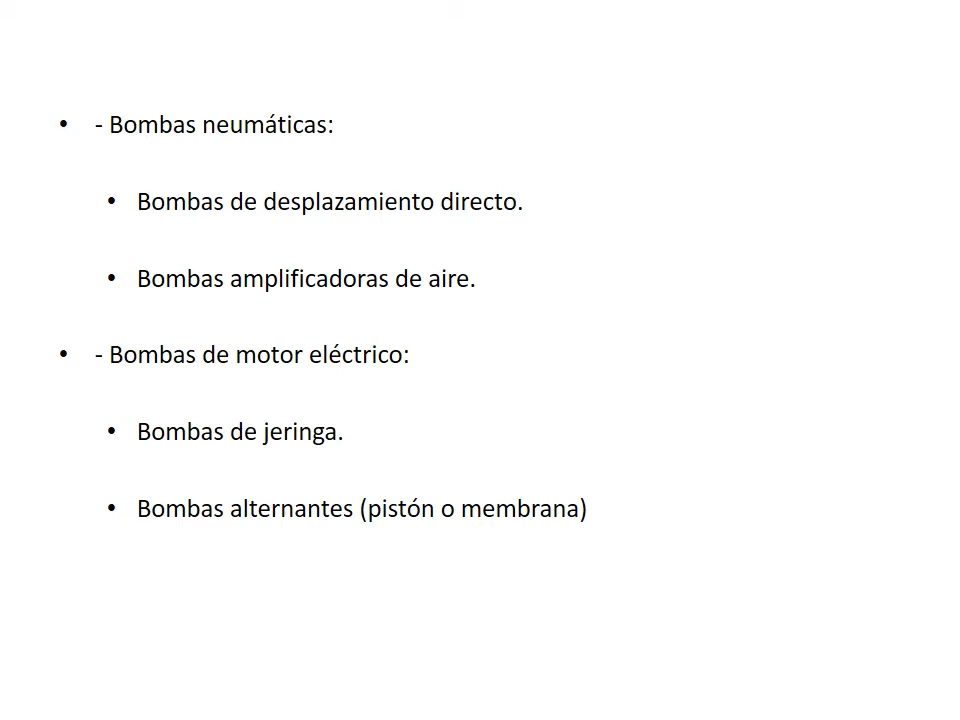 • - Bombas neumáticas:
• Bombas de desplazamiento directo.
• Bombas amplificadoras de aire.
• - Bombas de motor eléctrico:
• Bombas de jeringa.
• Bombas alternantes (pistón o membrana)